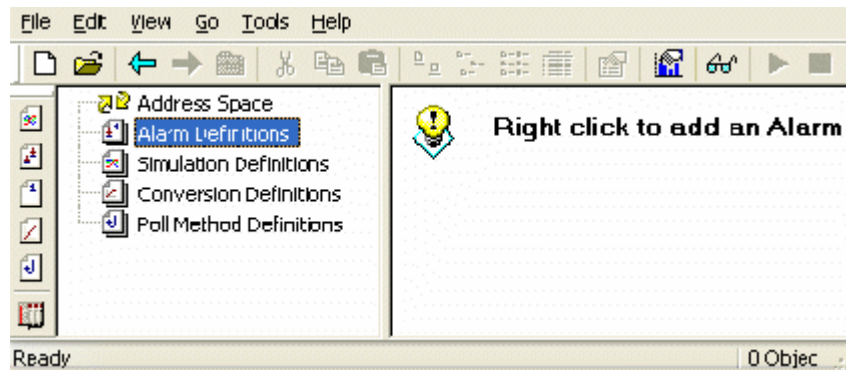 File Edit View Go Tools Help
Address Space
Alarm Definitions
Simulation Definitions
Conversion Definitions
Poll Method Definitions
Right click to add an Alarm
Ready
0 Objec